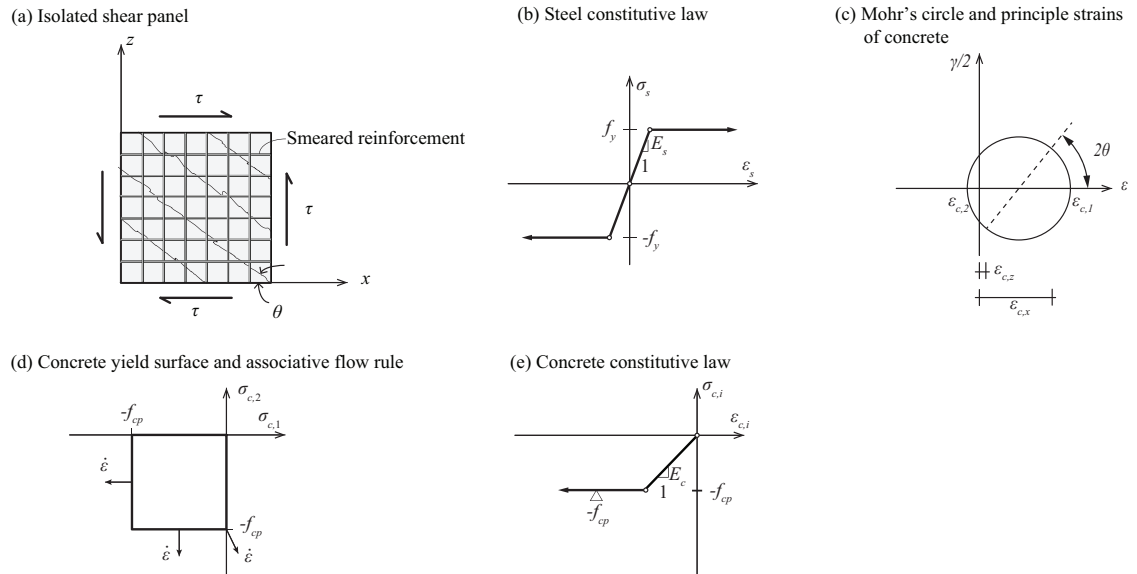 (a) Isolated shear panel
z
τ
Smeared reinforcement
τ
τ
x
τ
θ
(b) Steel constitutive law
σs
fy
Es
1
εs
-fy
(c) Mohr's circle and principle strains
of concrete
γ/2
2θ
εc,2
εc,1
ε
εc,z
εc,x
(d) Concrete yield surface and associative flow rule
σc,2
-fcp
σc,1
ε̇
-fcp
ε̇
ε̇
(e) Concrete constitutive law
σc,i
εc,i
Ec
1
-fcp
-fcp